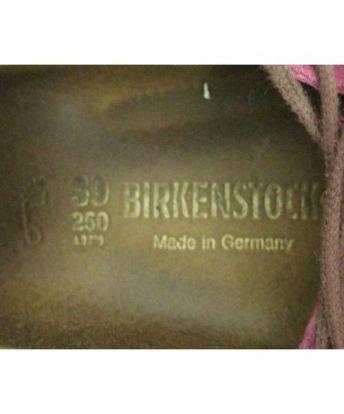 39 BIRKENSTOCK
250 Made in Germany